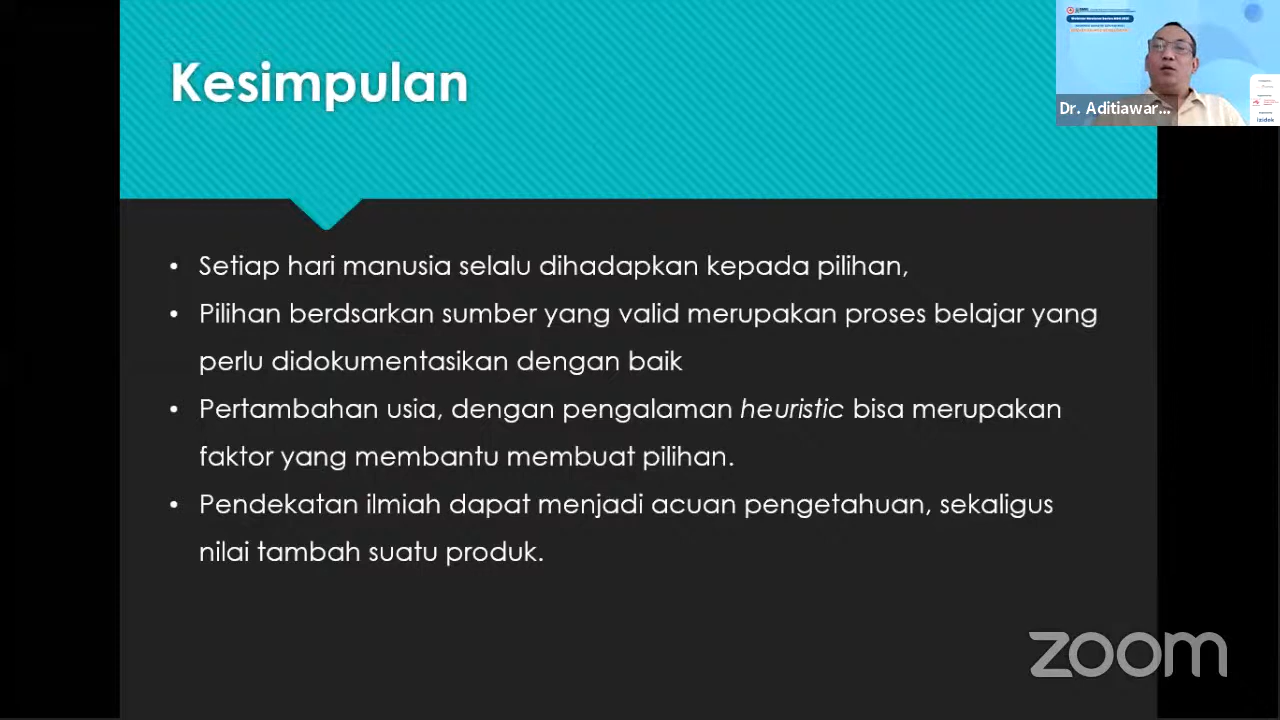 Kesimpulan
Dr. Aditiawar...
• Setiap hari manusia selalu dihadapkan kepada pilihan,
• Pilihan berdsarkan sumber yang valid merupakan proses belajar yang
perlu didokumentasikan dengan baik
• Pertambahan usia, dengan pengalaman heuristic bisa merupakan
faktor yang membantu membuat pilihan.
• Pendekatan ilmiah dapat menjadi acuan pengetahuan, sekaligus
nilai tambah suatu produk.
zoom